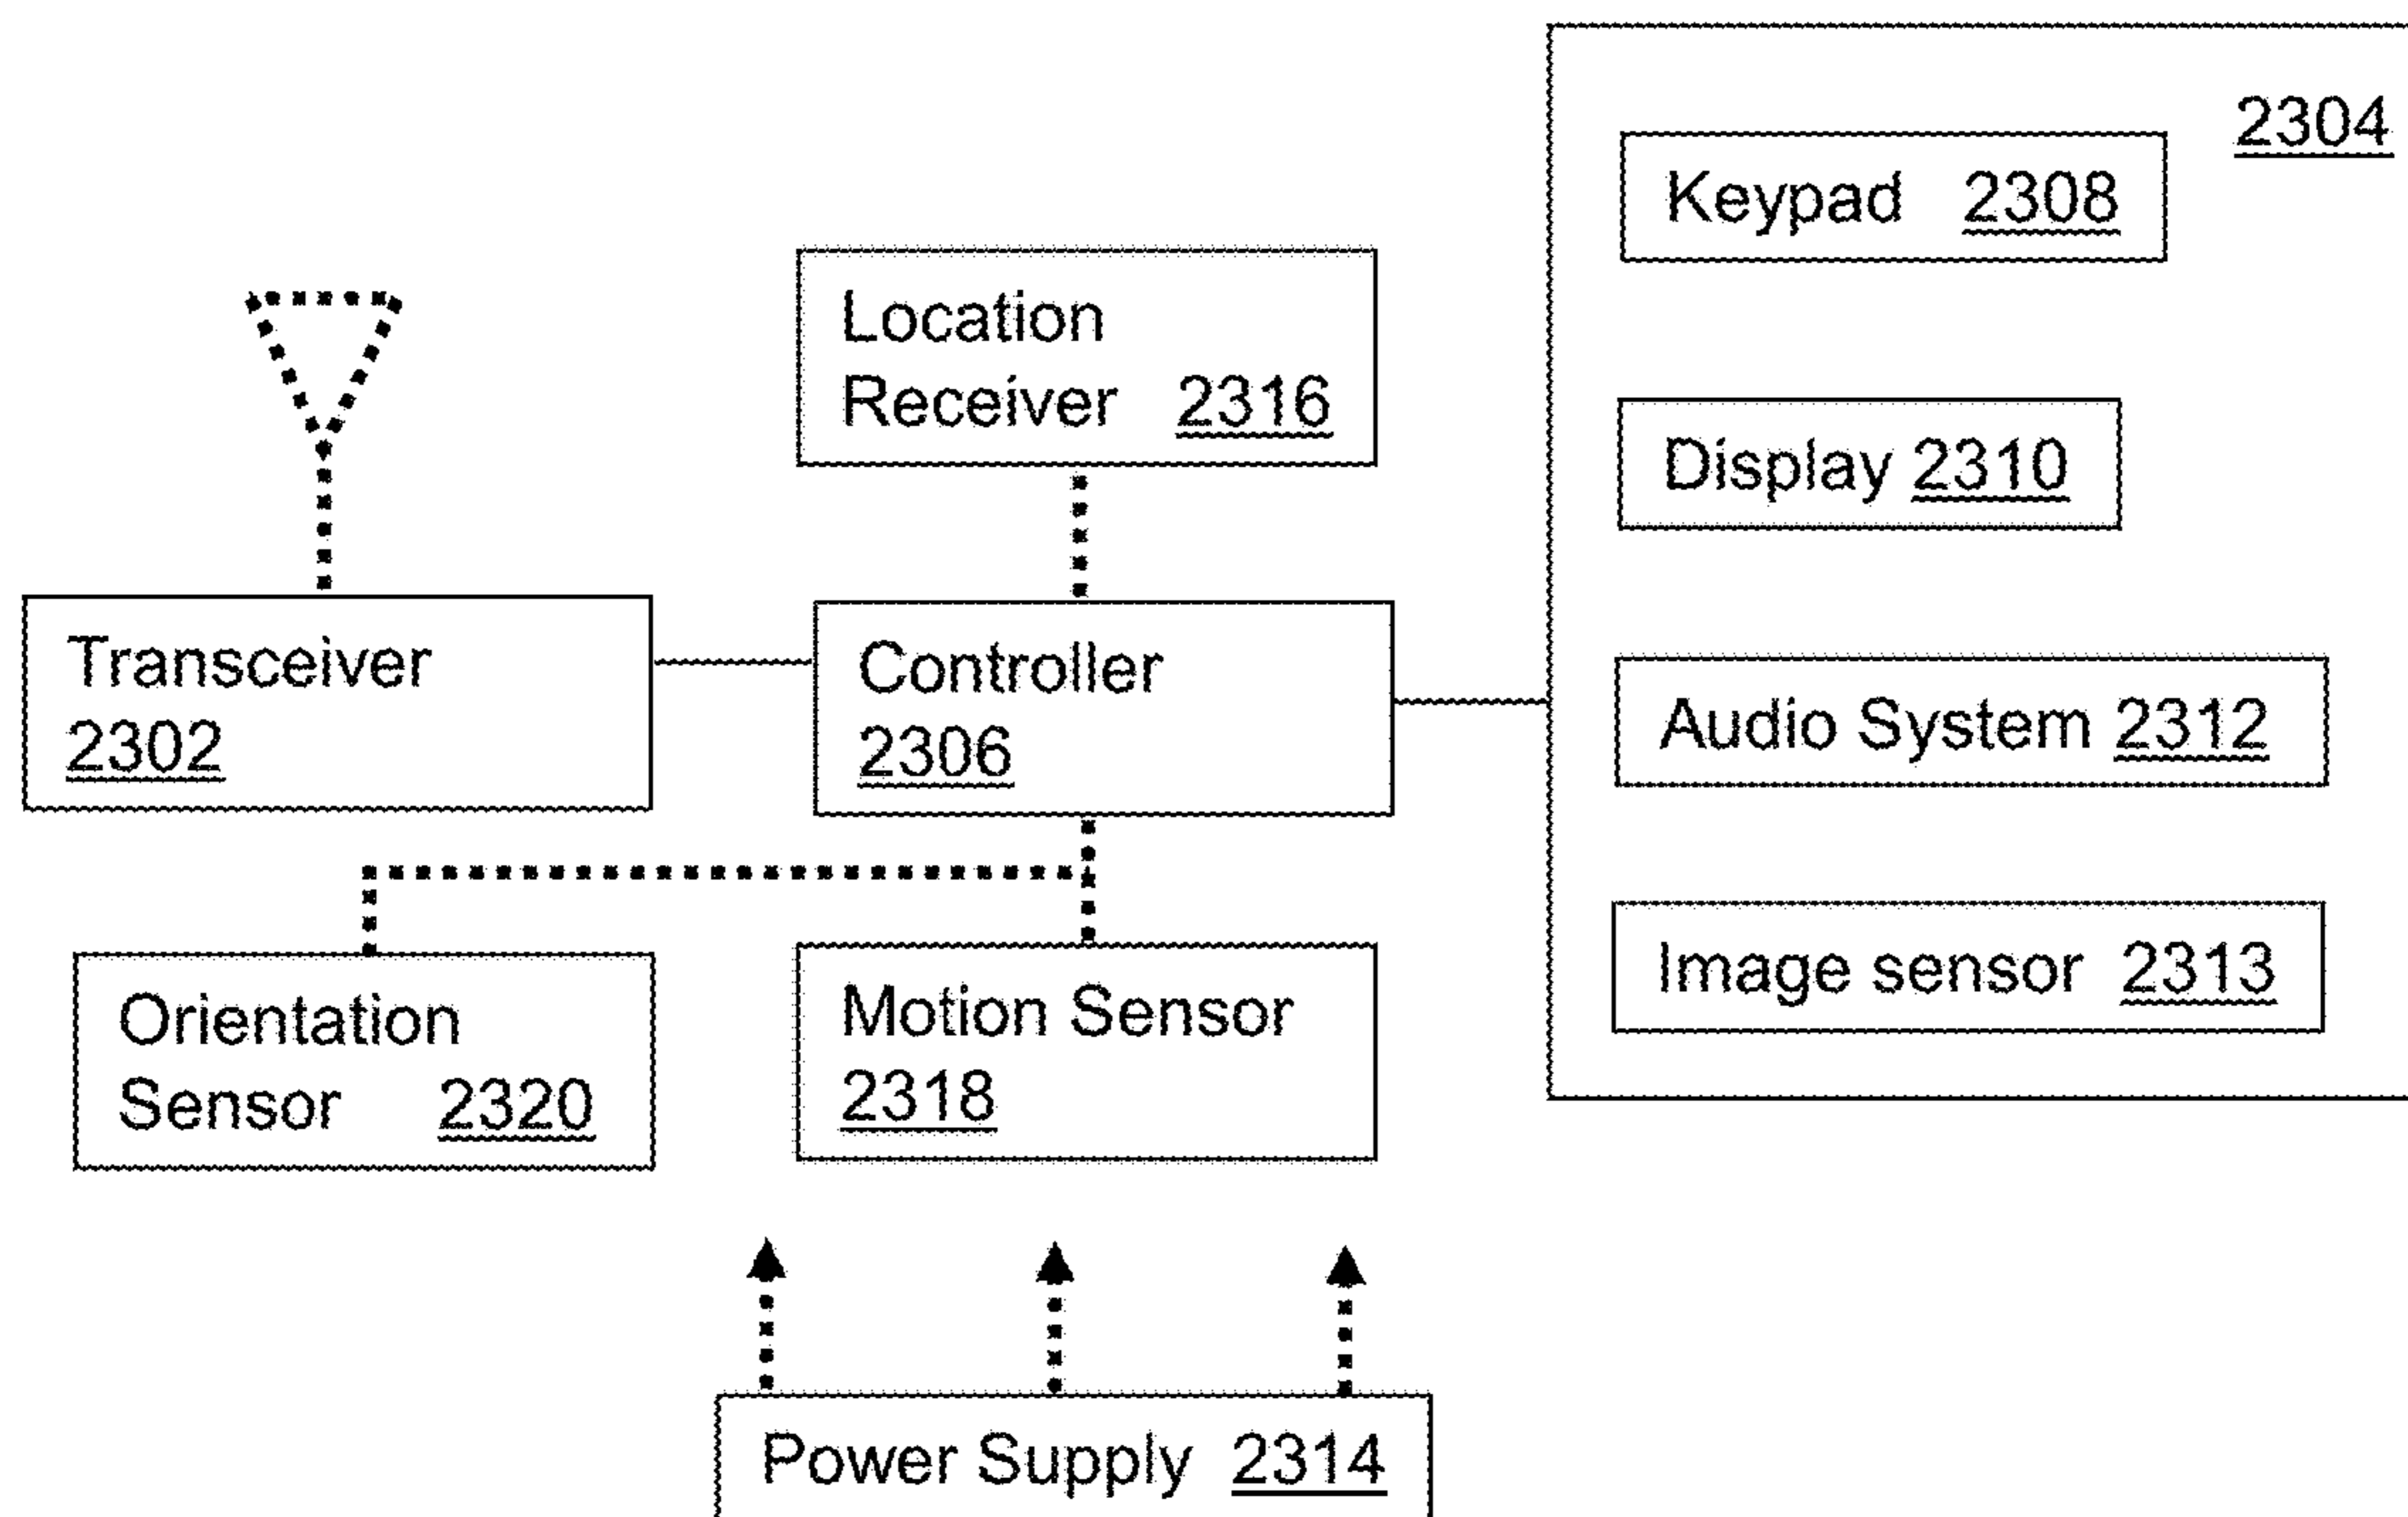 2304
Keypad 2308
Location
Receiver 2316
Display 2310
Transceiver
2302
Controller
2306
Audio System 2312
Image sensor 2313
Orientation
Sensor 2320
Motion Sensor
2318
Power Supply 2314